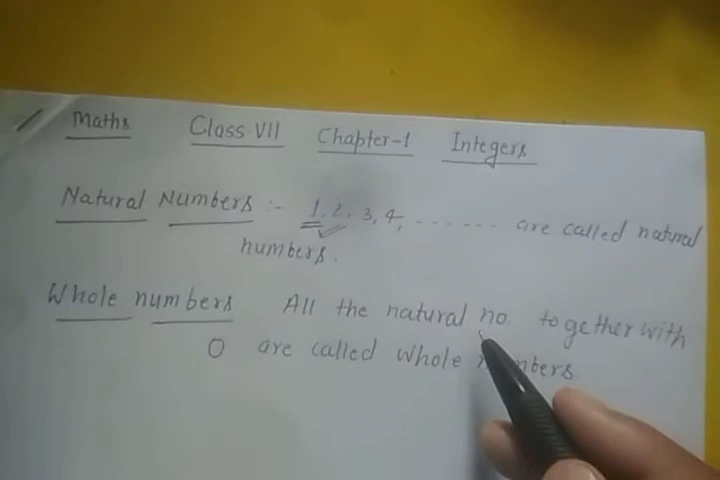 Maths Class VII Chapter-1 Integers
Natural Numbers :- 1, 2, 3, 4, ...... are called natural
numbers.
Whole numbers All the natural no. together with
0 are called whole numbers.